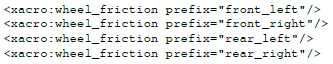 <xacro:wheel_friction prefix="front_left"/>
<xacro:wheel_friction prefix="front_right"/>
<xacro:wheel_friction prefix="rear_left"/>
<xacro:wheel_friction prefix="rear_right"/>